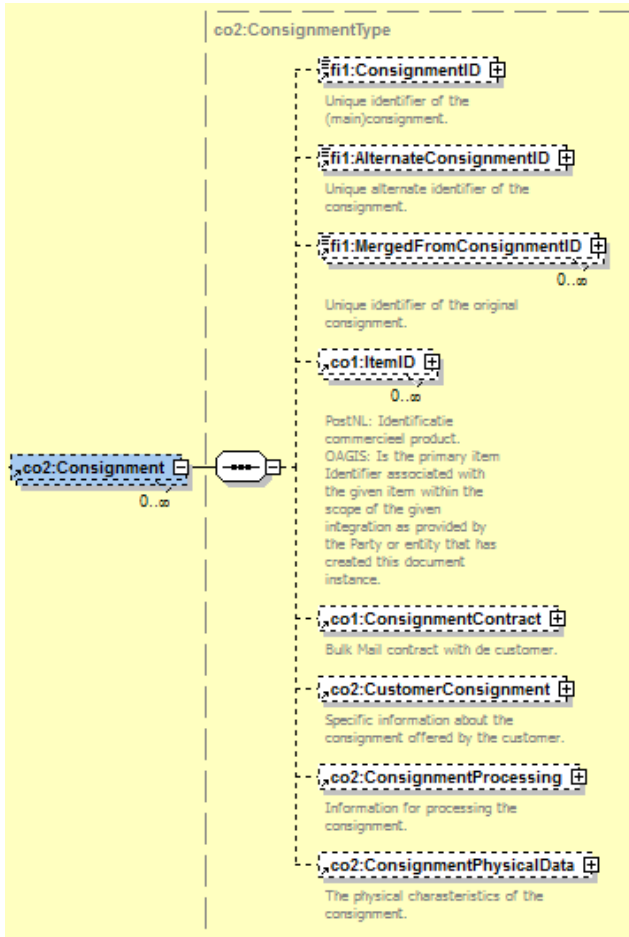 co2:ConsignmentType
fi1:ConsignmentID
Unique identifier of the
(main)consignment.
fi1:AlternateConsignmentID
Unique alternate identifier of the
consignment.
fi1:MergedFromConsignmentID
0..∞
Unique identifier of the original
consignment.
co1:ItemID
0..∞
PostNL: Identificatie
commercieel product.
OAGIS: Is the primary item
Identifier associated with
the given item within the
scope of the given
integration as provided by
the Party or entity that has
created this document
instance.
co2:Consignment
0..∞
co1:ConsignmentContract
Bulk Mail contract with de customer.
co2:CustomerConsignment
Specific information about the
consignment offered by the customer.
co2:ConsignmentProcessing
Information for processing the
consignment.
co2:ConsignmentPhysicalData
The physical charasteristics of the
consignment.